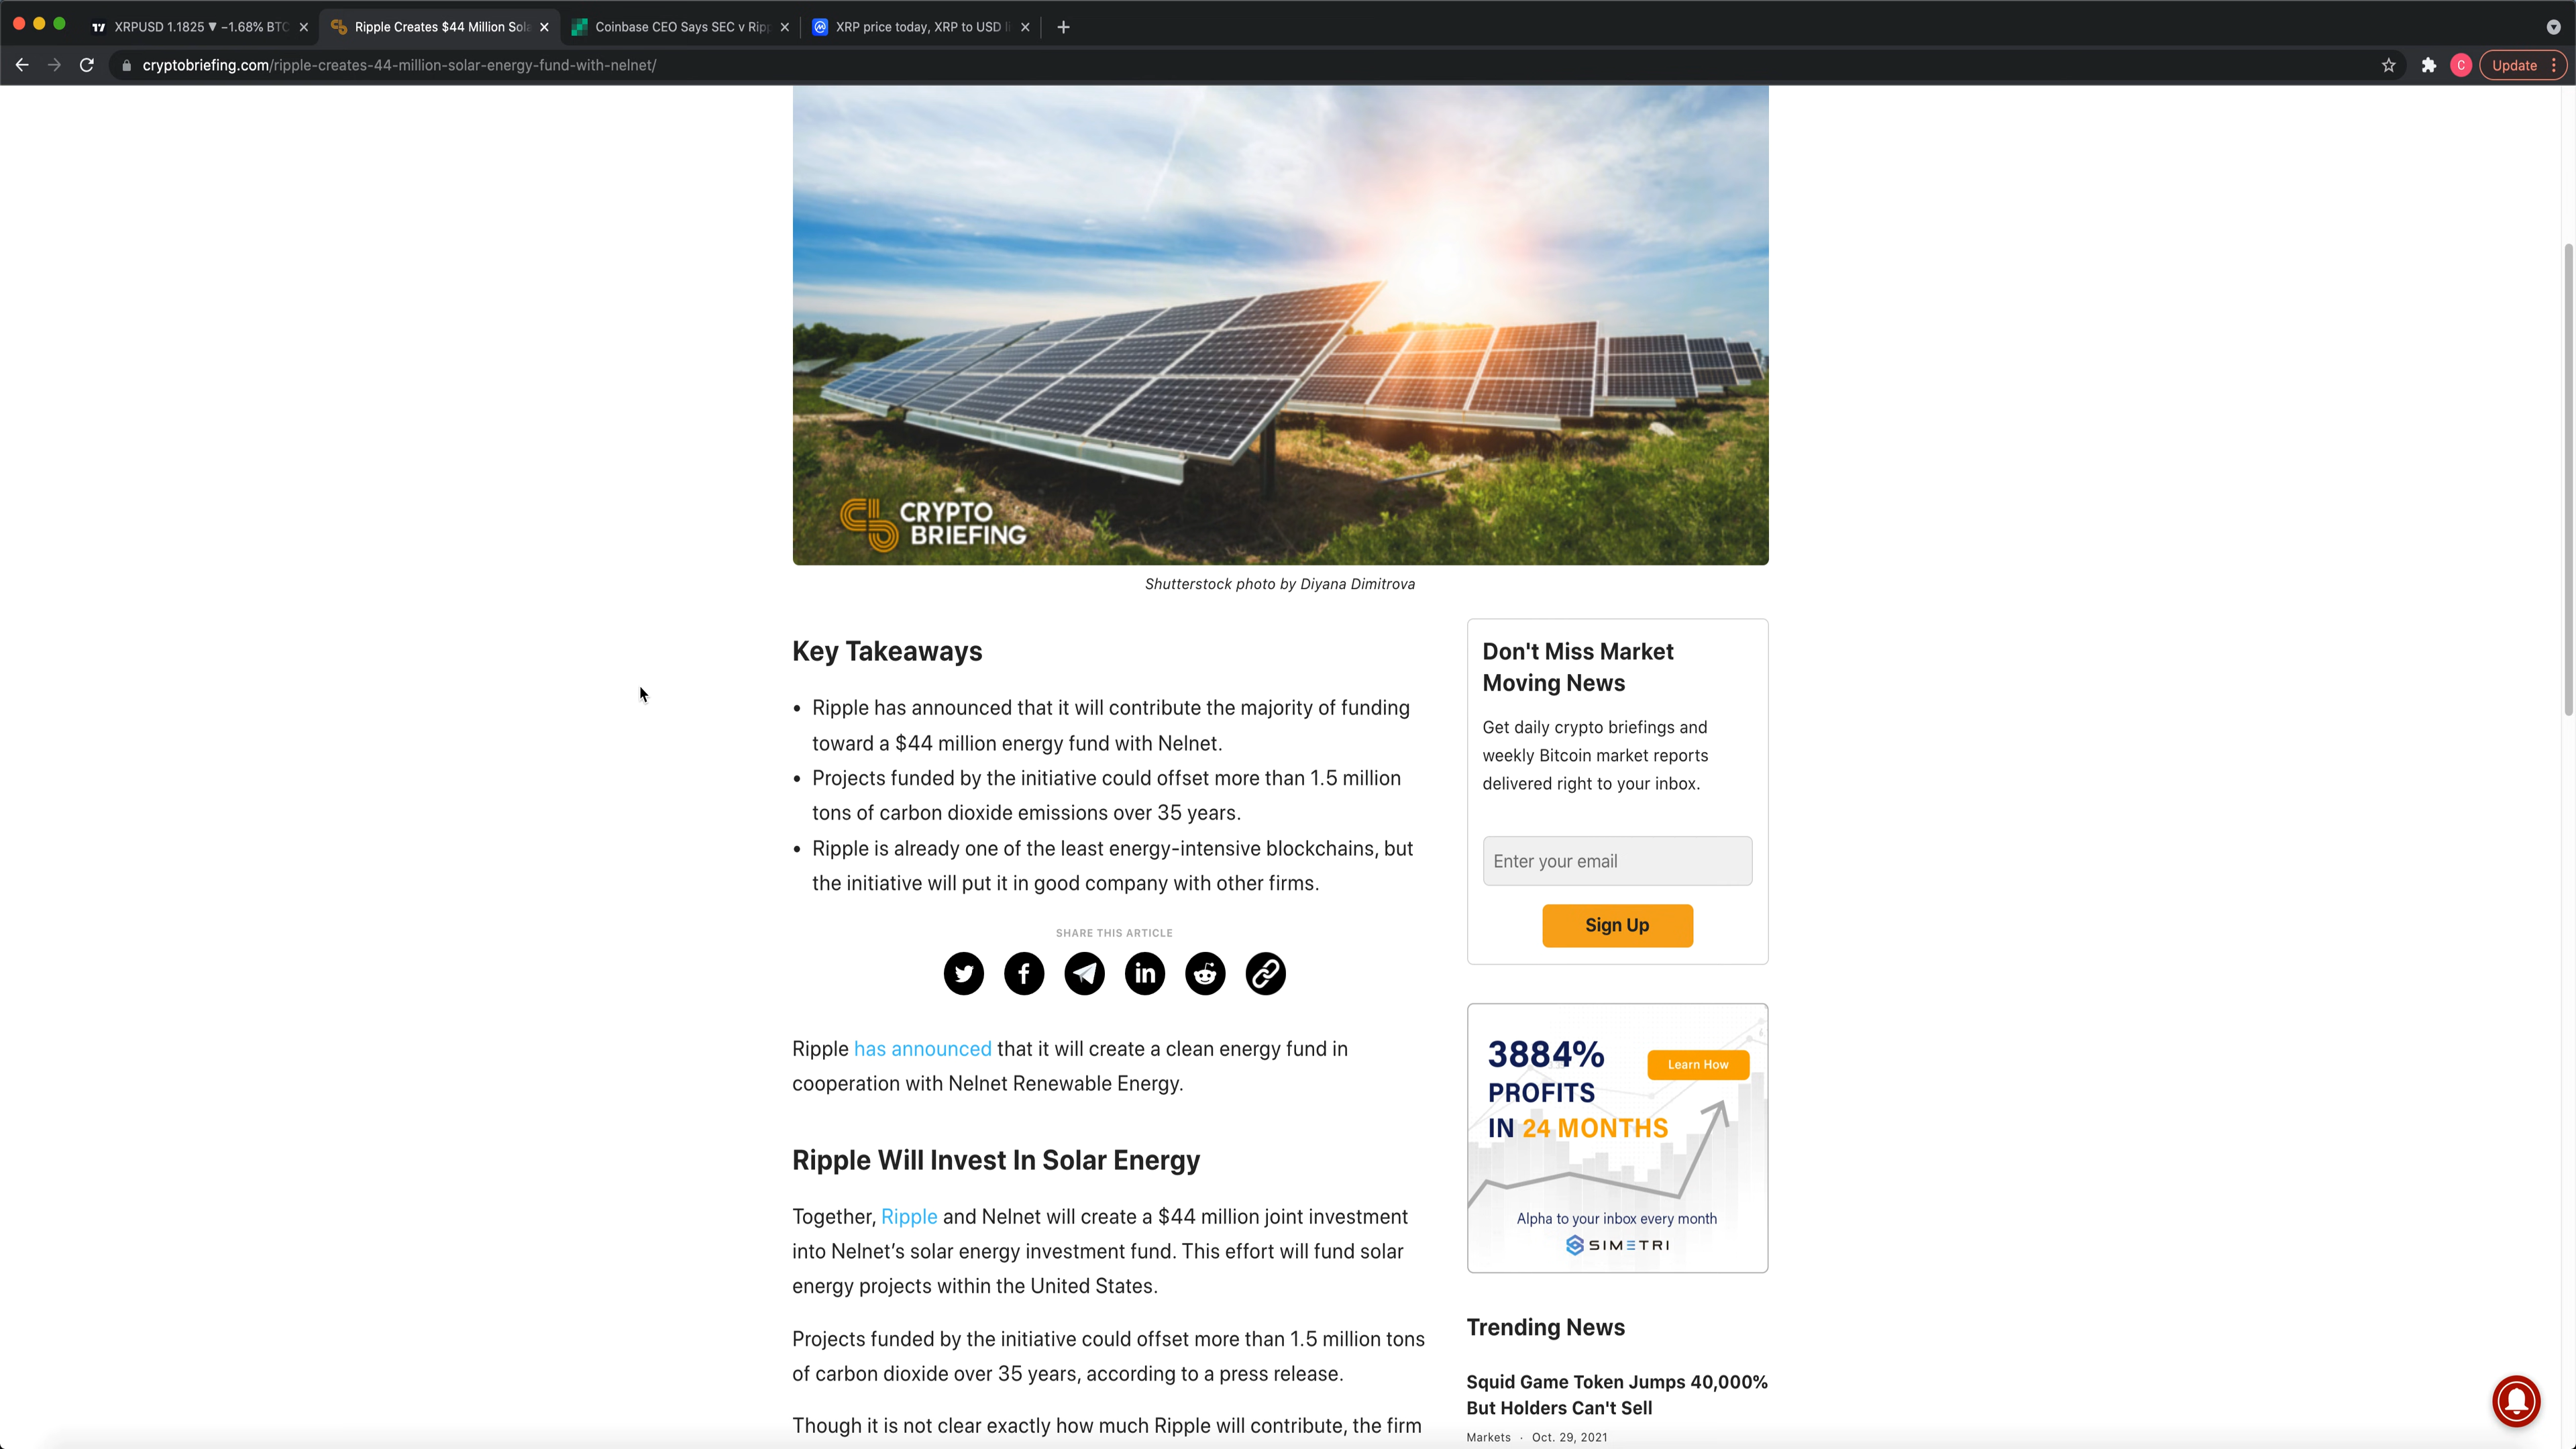 XRPUSD 1.1825 ▼ −1.68% BTC
Ripple Creates $44 Million Sola
Coinbase CEO Says SEC v Ripp
XRP price today, XRP to USD li
cryptobriefing.com/ripple-creates-44-million-solar-energy-fund-with-nelnet/
C
Update
CRYPTO
BRIEFING
Shutterstock photo by Diyana Dimitrova
Key Takeaways
• Ripple has announced that it will contribute the majority of funding
toward a $44 million energy fund with Nelnet.
• Projects funded by the initiative could offset more than 1.5 million
tons of carbon dioxide emissions over 35 years.
• Ripple is already one of the least energy-intensive blockchains, but
the initiative will put it in good company with other firms.
SHARE THIS ARTICLE
Ripple has announced that it will create a clean energy fund in
cooperation with Nelnet Renewable Energy.
Ripple Will Invest In Solar Energy
Together, Ripple and Nelnet will create a $44 million joint investment
into Nelnet’s solar energy investment fund. This effort will fund solar
energy projects within the United States.
Projects funded by the initiative could offset more than 1.5 million tons
of carbon dioxide over 35 years, according to a press release.
Though it is not clear exactly how much Ripple will contribute, the firm
Don't Miss Market
Moving News
Get daily crypto briefings and
weekly Bitcoin market reports
delivered right to your inbox.
Enter your email
Sign Up
3884%
PROFITS
IN 24 MONTHS
Learn How
Alpha to your inbox every month
SIMETRI
Trending News
Squid Game Token Jumps 40,000%
But Holders Can't Sell
Markets · Oct. 29, 2021